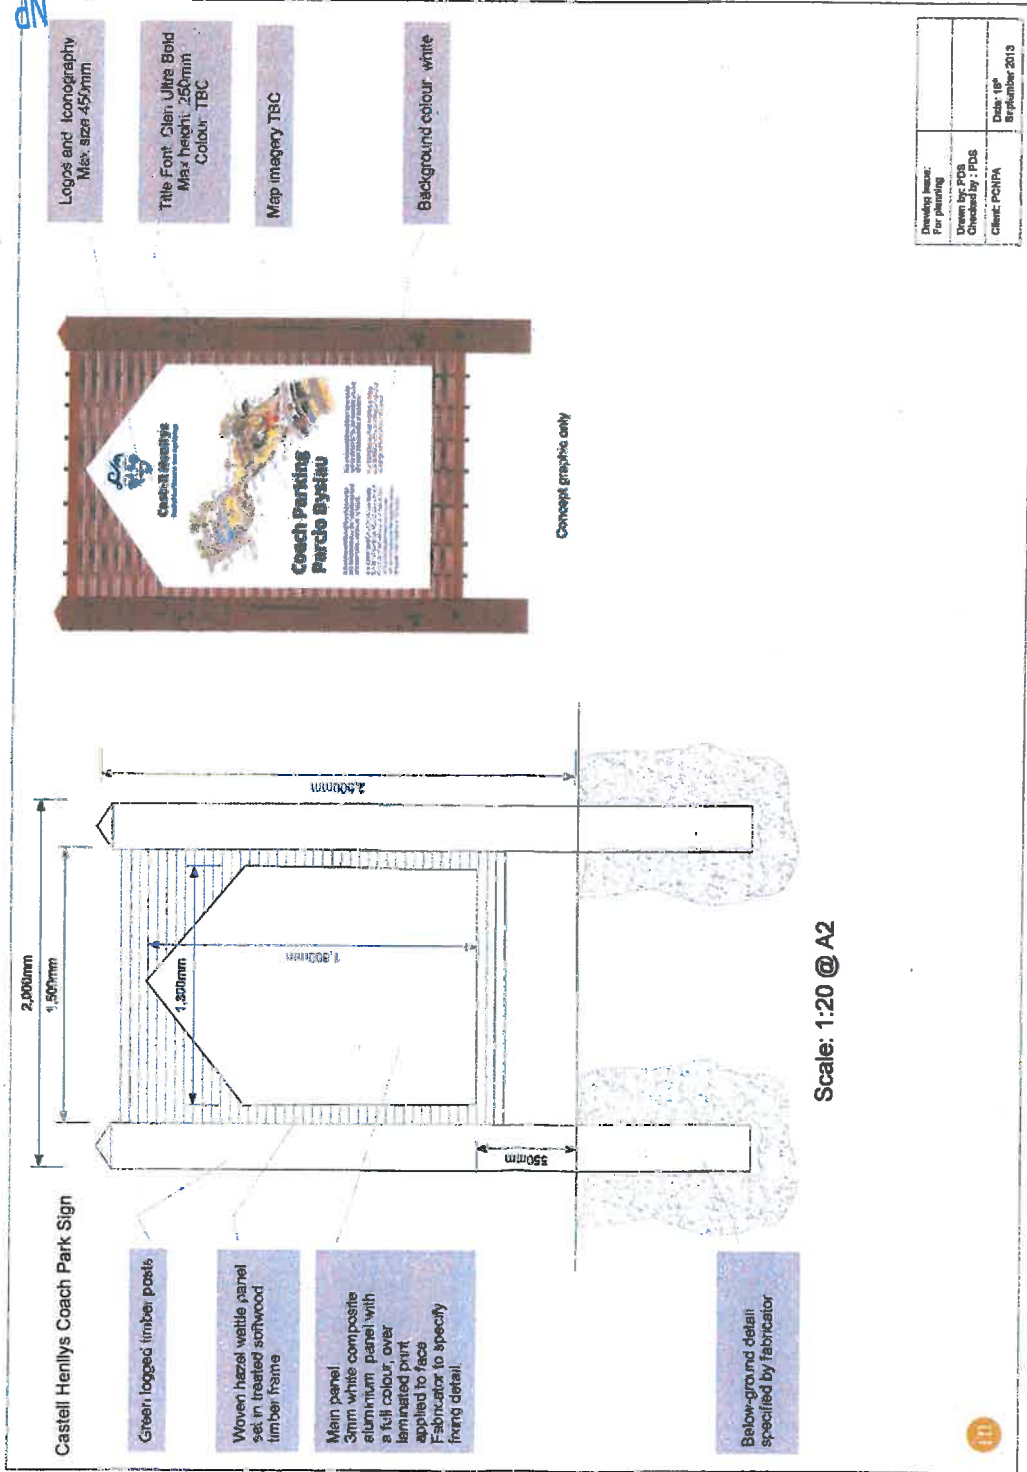 Castell Henllys Coach Park Sign
Green logged timber posts
Woven hazel wattle panel
set in treated softwood
timber frame
Main panel
3mm white composite
aluminium panel with
a full colour, over
laminated print
applied to face
Fabricator to specify
fixing detail.
Below-ground detail
specified by fabricator
2,000mm
1,500mm
1,300mm
1,800mm
550mm
Scale: 1:20 @ A2
Castell Henllys
Coach Parking
Parcio Bysiau
Concept graphic only
Logos and Iconography
Max size 450mm
Title Font Clan Ultra Bold
Max height: 250mm
Colour TBC
Map imagery TBC
Background colour white
Drawing Issue:
For planning
Drawn by: PDS
Checked by : PDS
Client: PCNPA
Date: 18th
September 2013